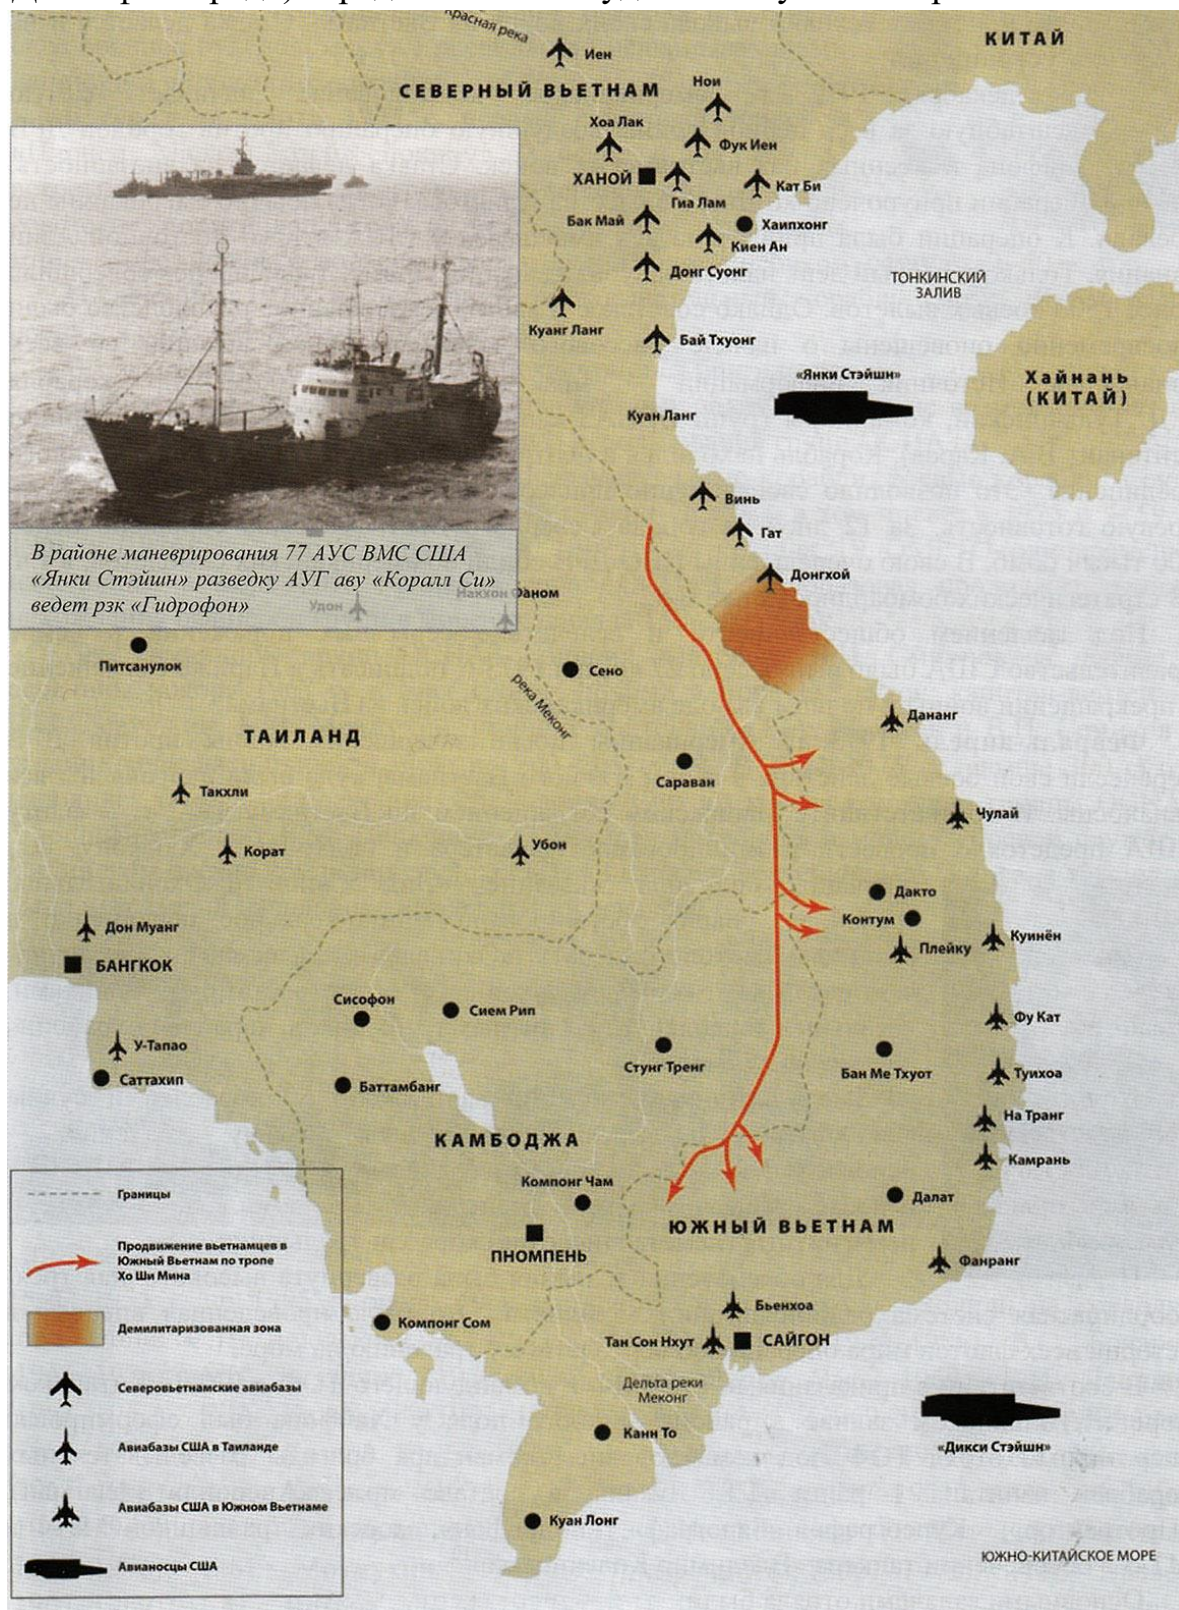 Красная река
Иен
КИТАЙ
СЕВЕРНЫЙ ВЬЕТНАМ
Нои
Хоа Лак
Фук Иен
ХАНОЙ
Гиа Лам
Кат Би
Бак Май
Хаипхонг
Киен Ан
Донг Суонг
ТОНКИНСКИЙ
ЗАЛИВ
Куанг Ланг
Бай Тхуонг
«Янки Стэйшн»
Хайнань
(КИТАЙ)
Куан Ланг
Винь
Гат
Донгхой
В районе маневрирования 77 АУС ВМС США
«Янки Стэйшн» разведку АУГ аву «Коралл Си»
ведет рзк «Гидрофон»
Удон
Накхон Фаном
Питсанулок
Сено
река Меконг
Дананг
ТАИЛАНД
Сараван
Такхли
Чулай
Корат
Убон
Дакто
Контум
Дон Муанг
Плейку
Куинён
БАНГКОК
Сисофон
Сием Рип
Фу Кат
У-Тапао
Стунг Тренг
Бан Ме Тхуот
Туихоа
Саттахип
Баттамбанг
На Транг
КАМБОДЖА
Камрань
Компонг Чам
Далат
ЮЖНЫЙ ВЬЕТНАМ
ПНОМПЕНЬ
Фанранг
Бьенхоа
Компонг Сом
Тан Сон Нхут
САЙГОН
Дельта реки
Меконг
Канн То
«Дикси Стэйшн»
Куан Лонг
ЮЖНО-КИТАЙСКОЕ МОРЕ
Границы
Продвижение вьетнамцев в
Южный Вьетнам по тропе
Хо Ши Мина
Демилитаризованная зона
Северовьетнамские авиабазы
Авиабазы США в Таиланде
Авиабазы США в Южном Вьетнаме
Авианосцы США